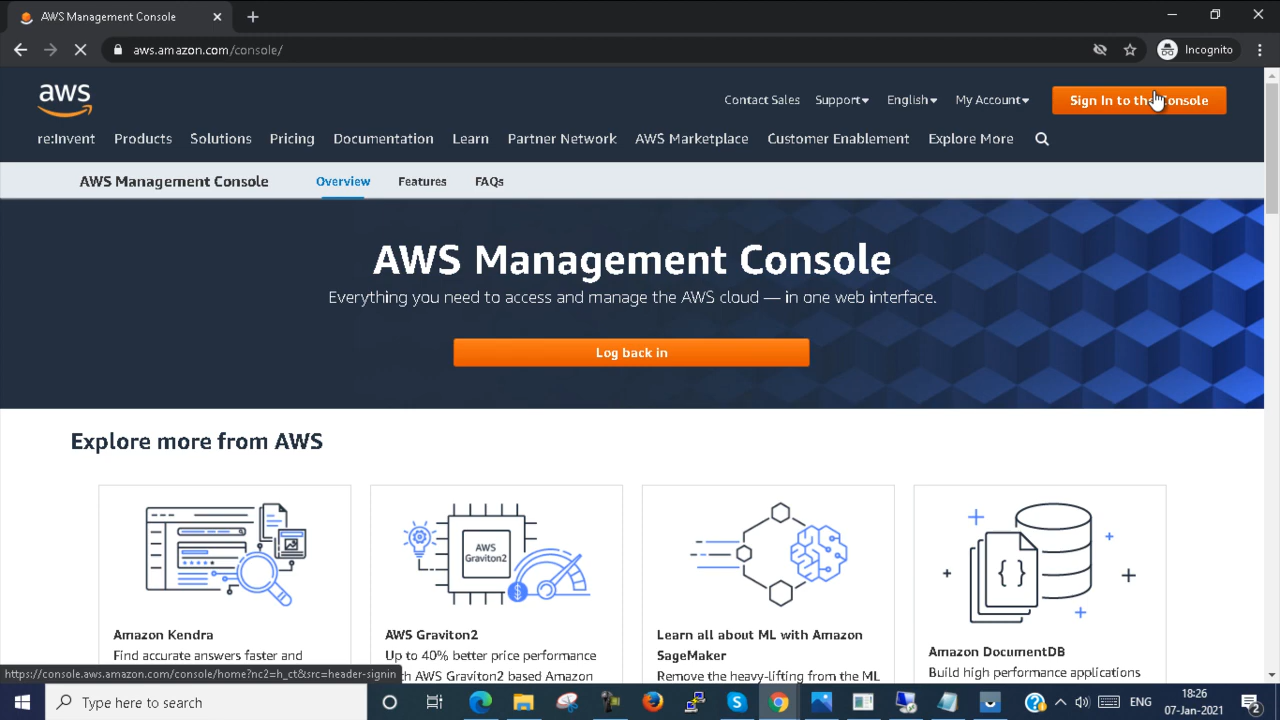 AWS Management Console
aws.amazon.com/console/
Incognito
aws
Contact Sales Support English My Account Sign In to the Console
re:Invent Products Solutions Pricing Documentation Learn Partner Network AWS Marketplace Customer Enablement Explore More
AWS Management Console Overview Features FAQs
AWS Management Console
Everything you need to access and manage the AWS cloud — in one web interface.
Log back in
Explore more from AWS
AWS
Graviton2
{ }
$
Amazon Kendra
Find accurate answers faster and
AWS Graviton2
Up to 40% better price performance
with AWS Graviton2 based Amazon
Learn all about ML with Amazon
SageMaker
Remove the heavy-lifting from the ML
Amazon DocumentDB
Build high performance applications
https://console.aws.amazon.com/console/home?nc2=h_ct&src=header-signin
Type here to search
ENG
18:26
07-Jan-2021
2